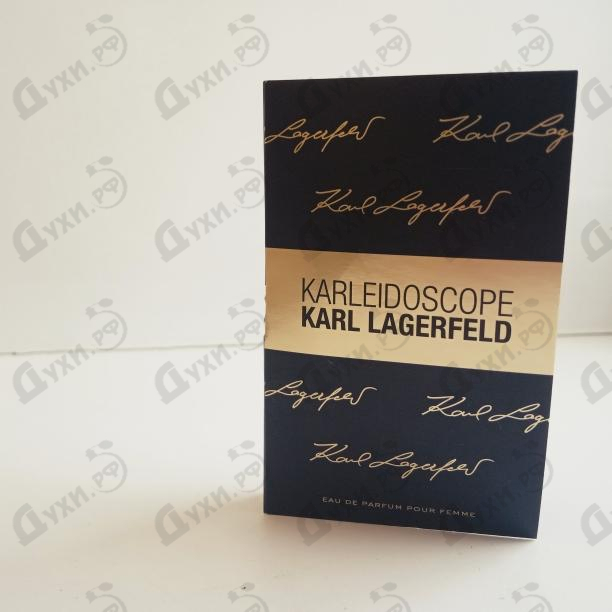 Karl Lagerfeld Karl Lag
Karl Lagerfeld
KARLEIDOSCOPE
KARL LAGERFELD
Lagerfeld Karl Lag
Karl Lagerfeld
EAU DE PARFUM POUR FEMME
Духи.рф